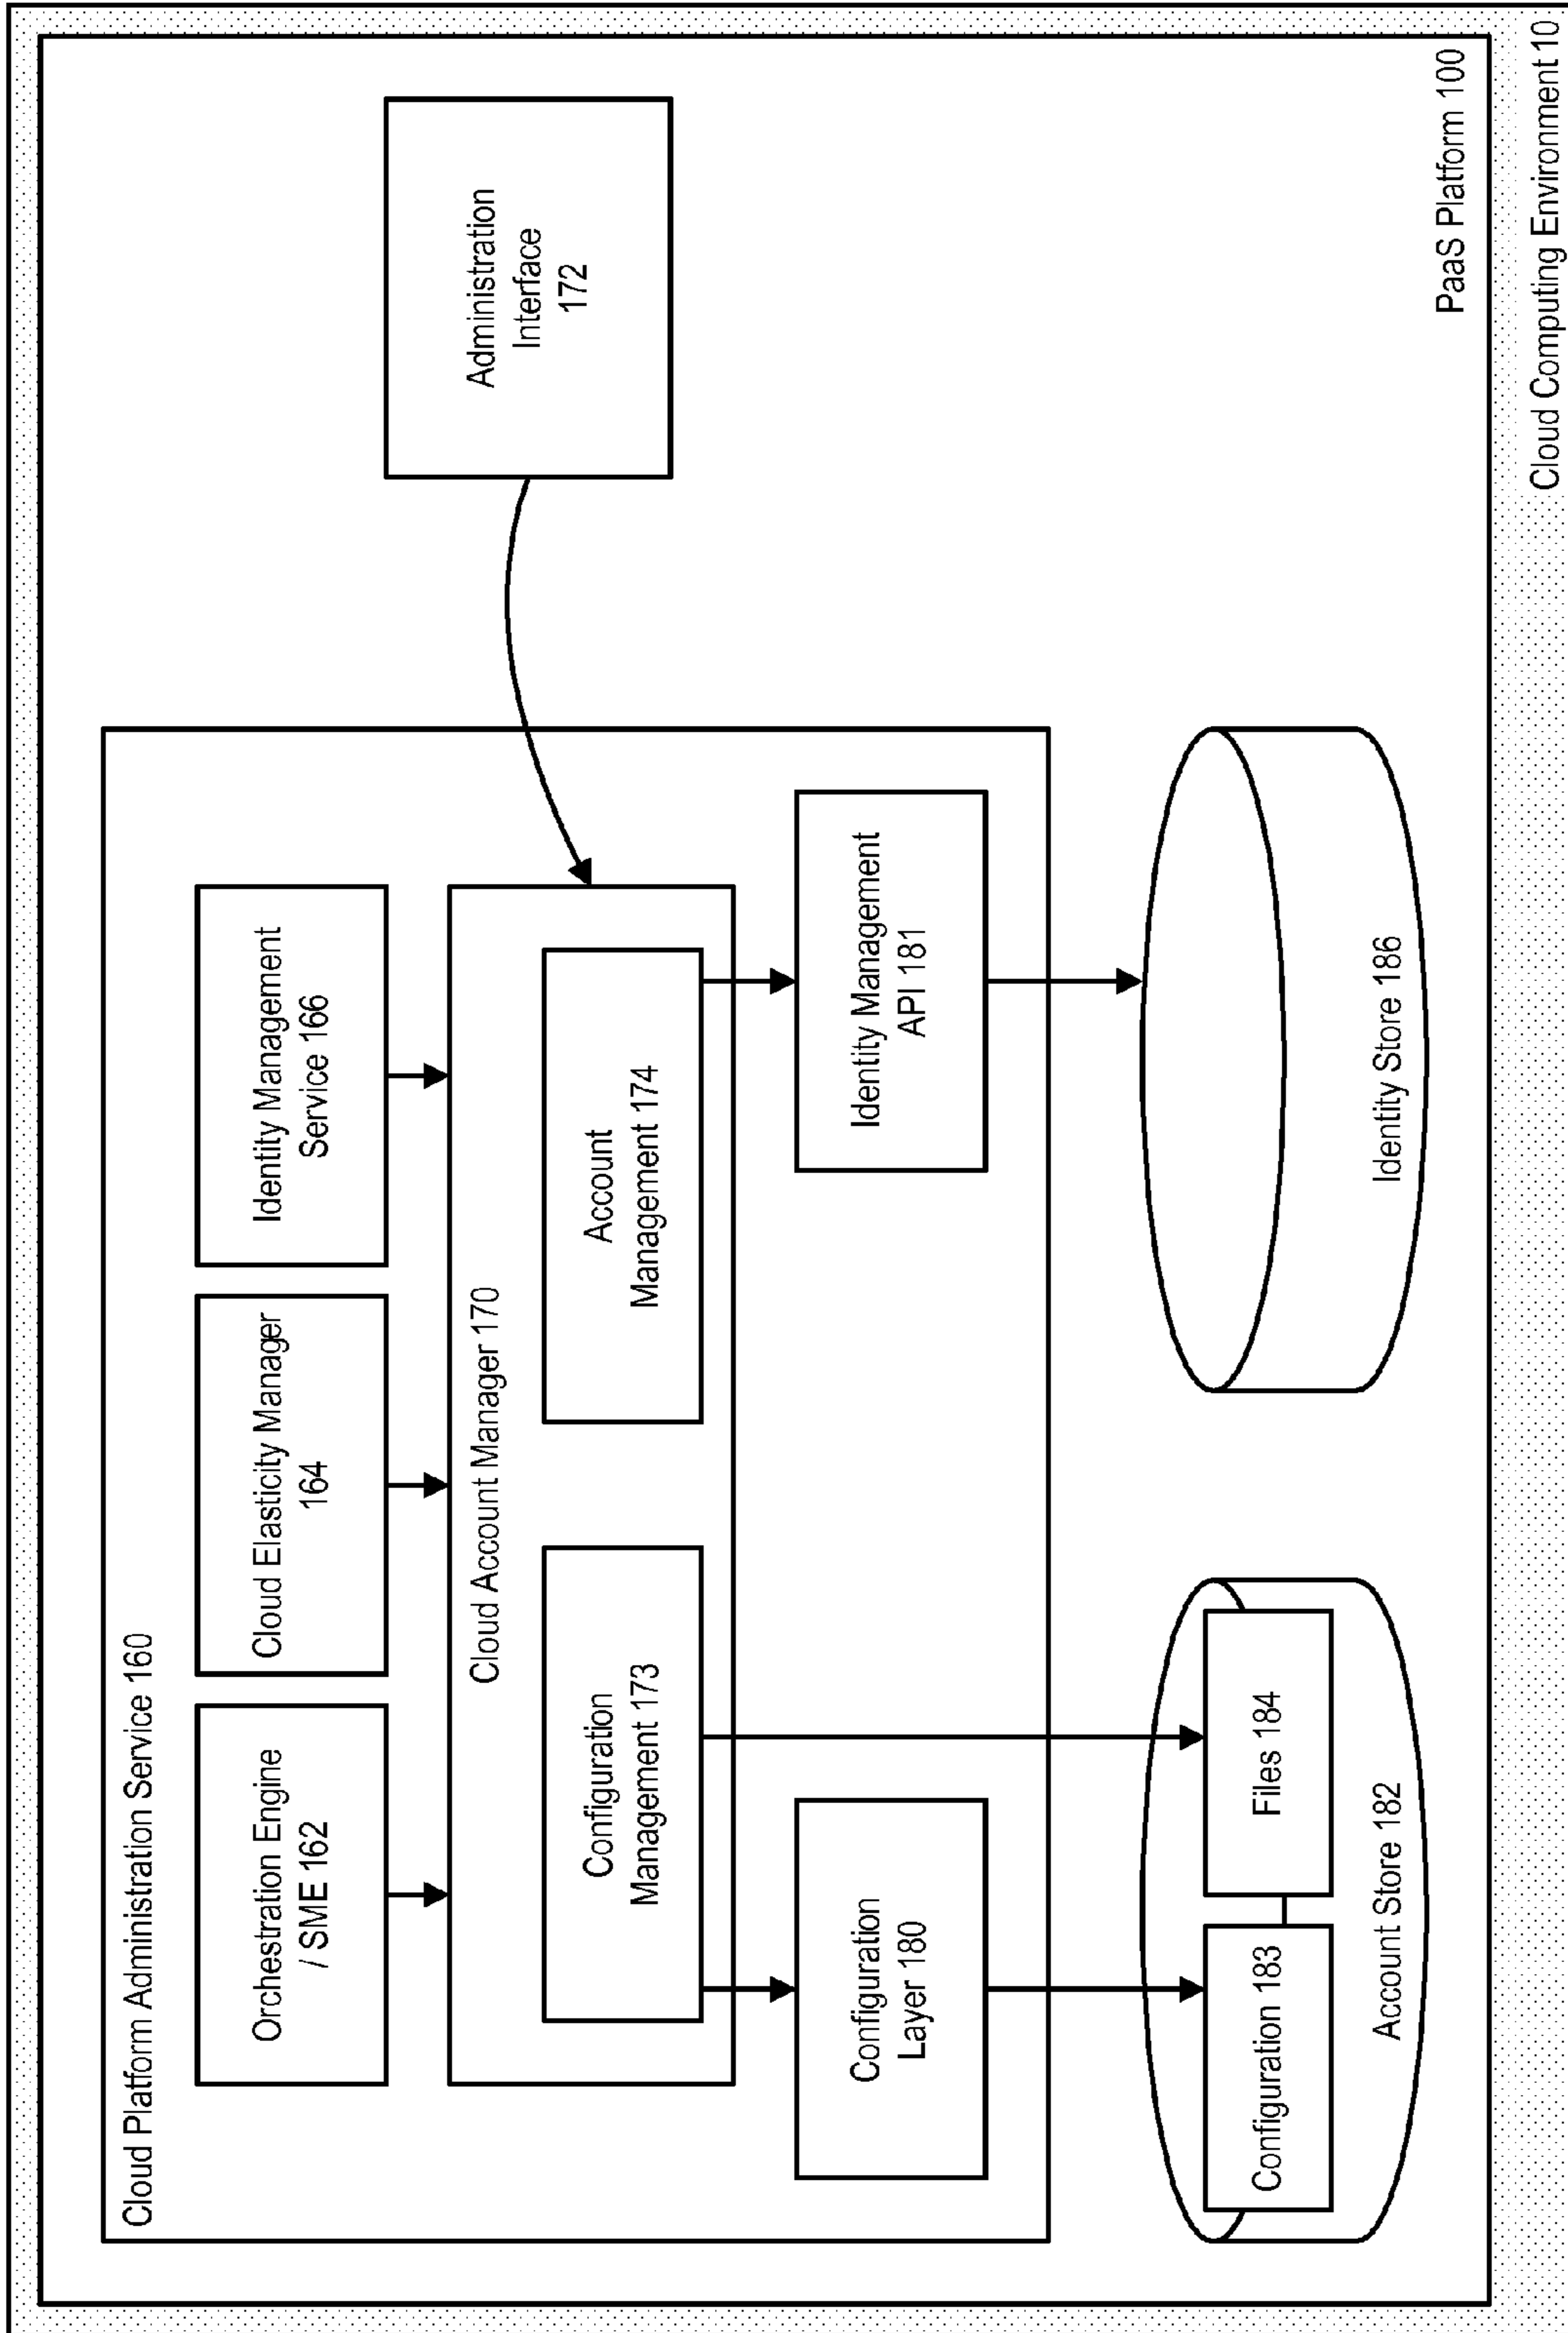 Cloud Platform Administration Service 160
Orchestration Engine
/ SME 162
Cloud Elasticity Manager
164
Identity Management
Service 166
Cloud Account Manager 170
Configuration
Management 173
Account
Management 174
Administration
Interface
172
Configuration
Layer 180
Identity Management
API 181
Configuration 183
Files 184
Account Store 182
Identity Store 186
PaaS Platform 100
Cloud Computing Environment 10